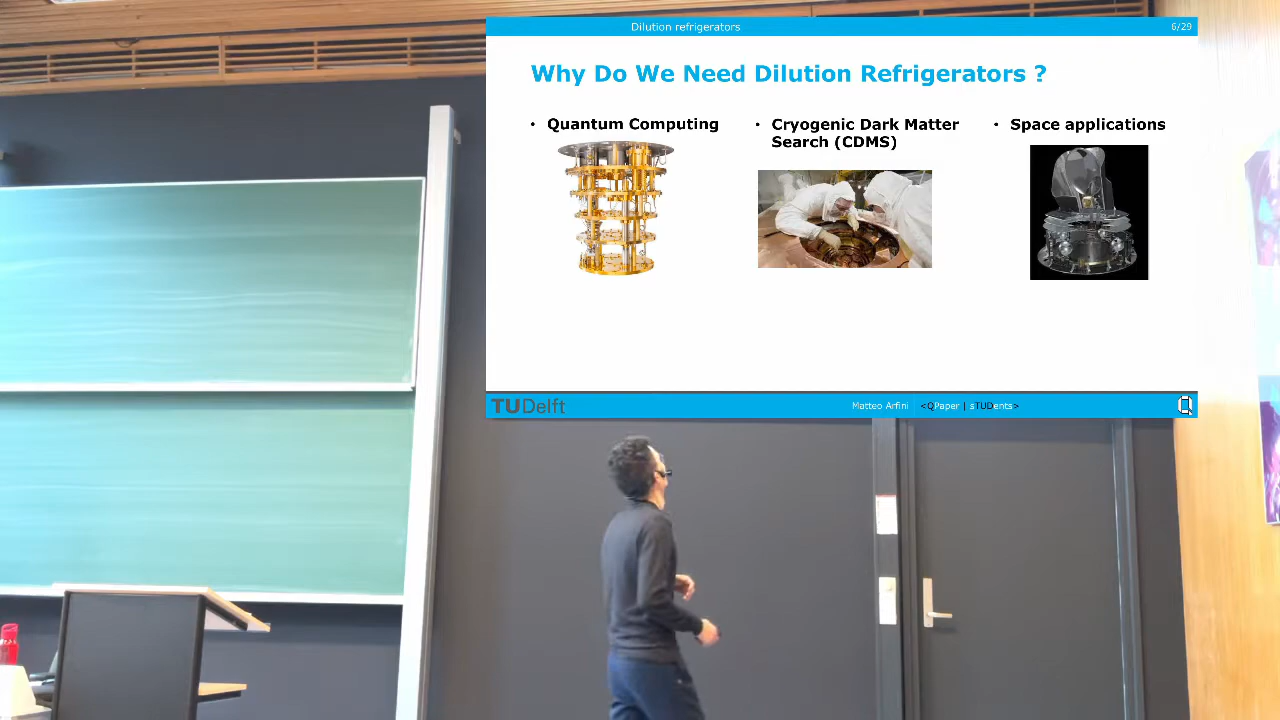 Dilution refrigerators
6/29
Why Do We Need Dilution Refrigerators ?
• Quantum Computing
• Cryogenic Dark Matter
Search (CDMS)
• Space applications
TUDelft
Matteo Arfini
<QPaper | sTUDents>